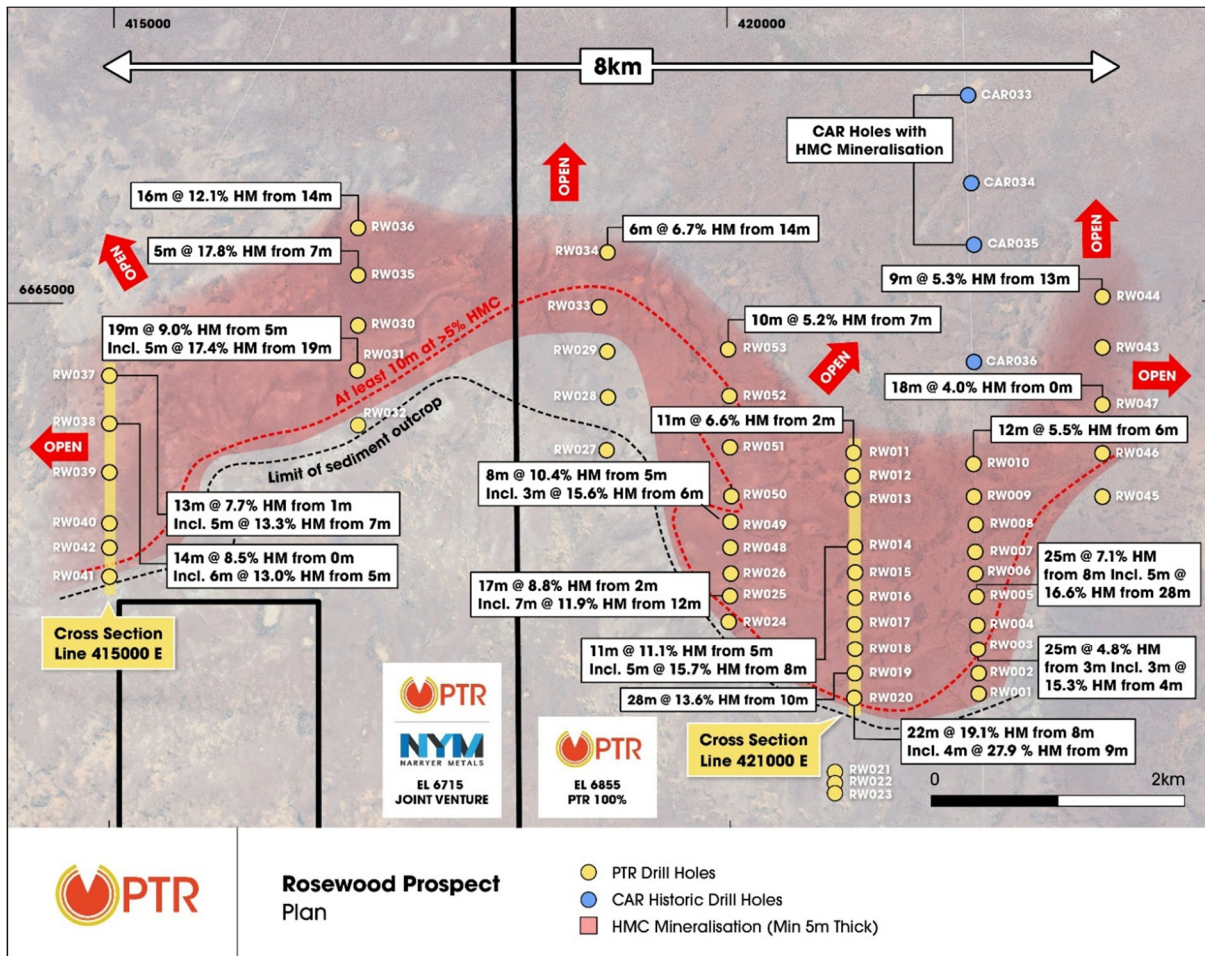 415000
420000
8km
CAR033
CAR Holes with
HMC Mineralisation
CAR034
CAR035
CAR036
OPEN
OPEN
OPEN
OPEN
OPEN
OPEN
16m @ 12.1% HM from 14m
RW036
5m @ 17.8% HM from 7m
RW035
6665000
RW030
19m @ 9.0% HM from 5m
Incl. 5m @ 17.4% HM from 19m
RW031
RW032
At least 10m at >5% HMC
Limit of sediment outcrop
RW037
RW038
RW039
RW040
RW042
RW041
13m @ 7.7% HM from 1m
Incl. 5m @ 13.3% HM from 7m
14m @ 8.5% HM from 0m
Incl. 6m @ 13.0% HM from 5m
Cross Section
Line 415000 E
6m @ 6.7% HM from 14m
RW034
RW033
RW029
RW028
RW027
10m @ 5.2% HM from 7m
RW053
RW052
RW051
RW050
RW049
RW048
RW026
RW025
RW024
8m @ 10.4% HM from 5m
Incl. 3m @ 15.6% HM from 6m
17m @ 8.8% HM from 2m
Incl. 7m @ 11.9% HM from 12m
11m @ 6.6% HM from 2m
RW011
RW012
RW013
RW014
RW015
RW016
RW017
RW018
RW019
RW020
11m @ 11.1% HM from 5m
Incl. 5m @ 15.7% HM from 8m
28m @ 13.6% HM from 10m
22m @ 19.1% HM from 8m
Incl. 4m @ 27.9 % HM from 9m
Cross Section
Line 421000 E
RW021
RW022
RW023
9m @ 5.3% HM from 13m
RW044
RW043
18m @ 4.0% HM from 0m
RW047
RW046
RW045
12m @ 5.5% HM from 6m
RW010
RW009
RW008
RW007
RW006
RW005
RW004
RW003
RW002
RW001
25m @ 7.1% HM
from 8m Incl. 5m @
16.6% HM from 28m
25m @ 4.8% HM
from 3m Incl. 3m @
15.3% HM from 4m
PTR
NYM
NARRYER METALS
EL 6715
JOINT VENTURE
PTR
EL 6855
PTR 100%
0
2km
PTR
Rosewood Prospect
Plan
PTR Drill Holes
CAR Historic Drill Holes
HMC Mineralisation (Min 5m Thick)